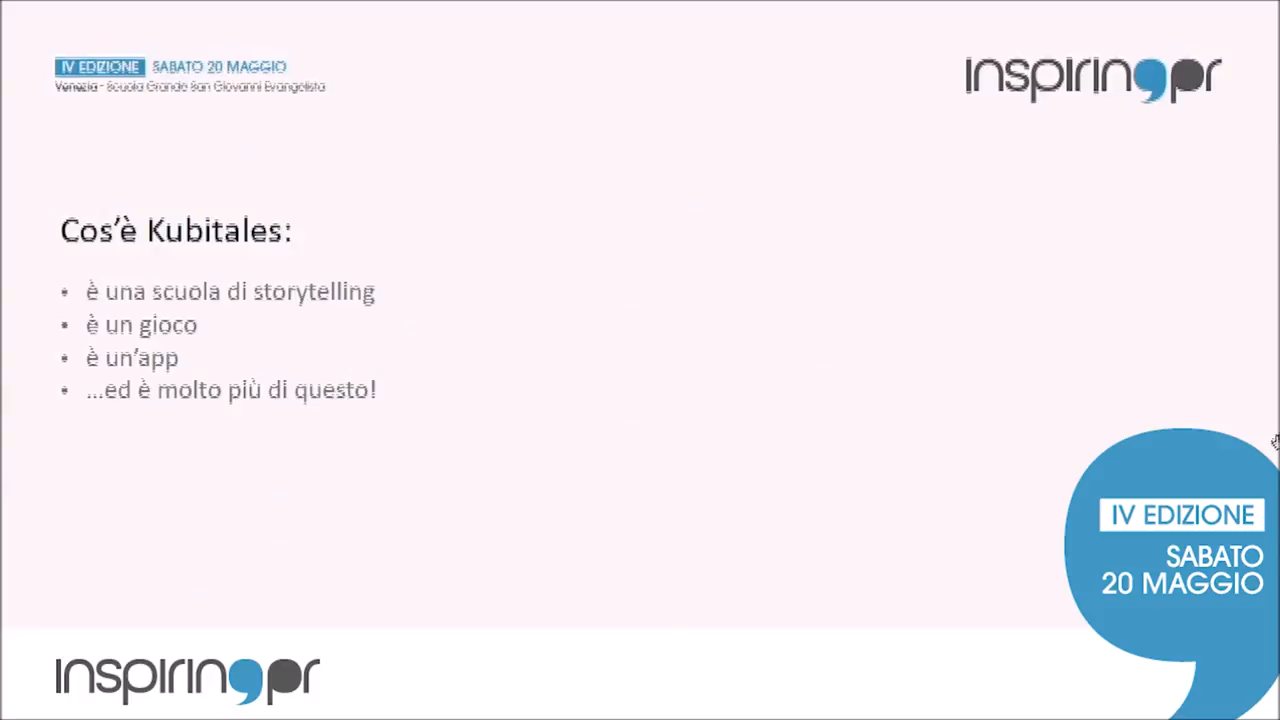 IV EDIZIONE SABATO 20 MAGGIO
Venezia - Scuola Grande San Giovanni Evangelista
inspiringpr
Cos’è Kubitales:
• è una scuola di storytelling
• è un gioco
• è un’app
• ...ed è molto più di questo!
IV EDIZIONE
SABATO
20 MAGGIO
inspiringpr